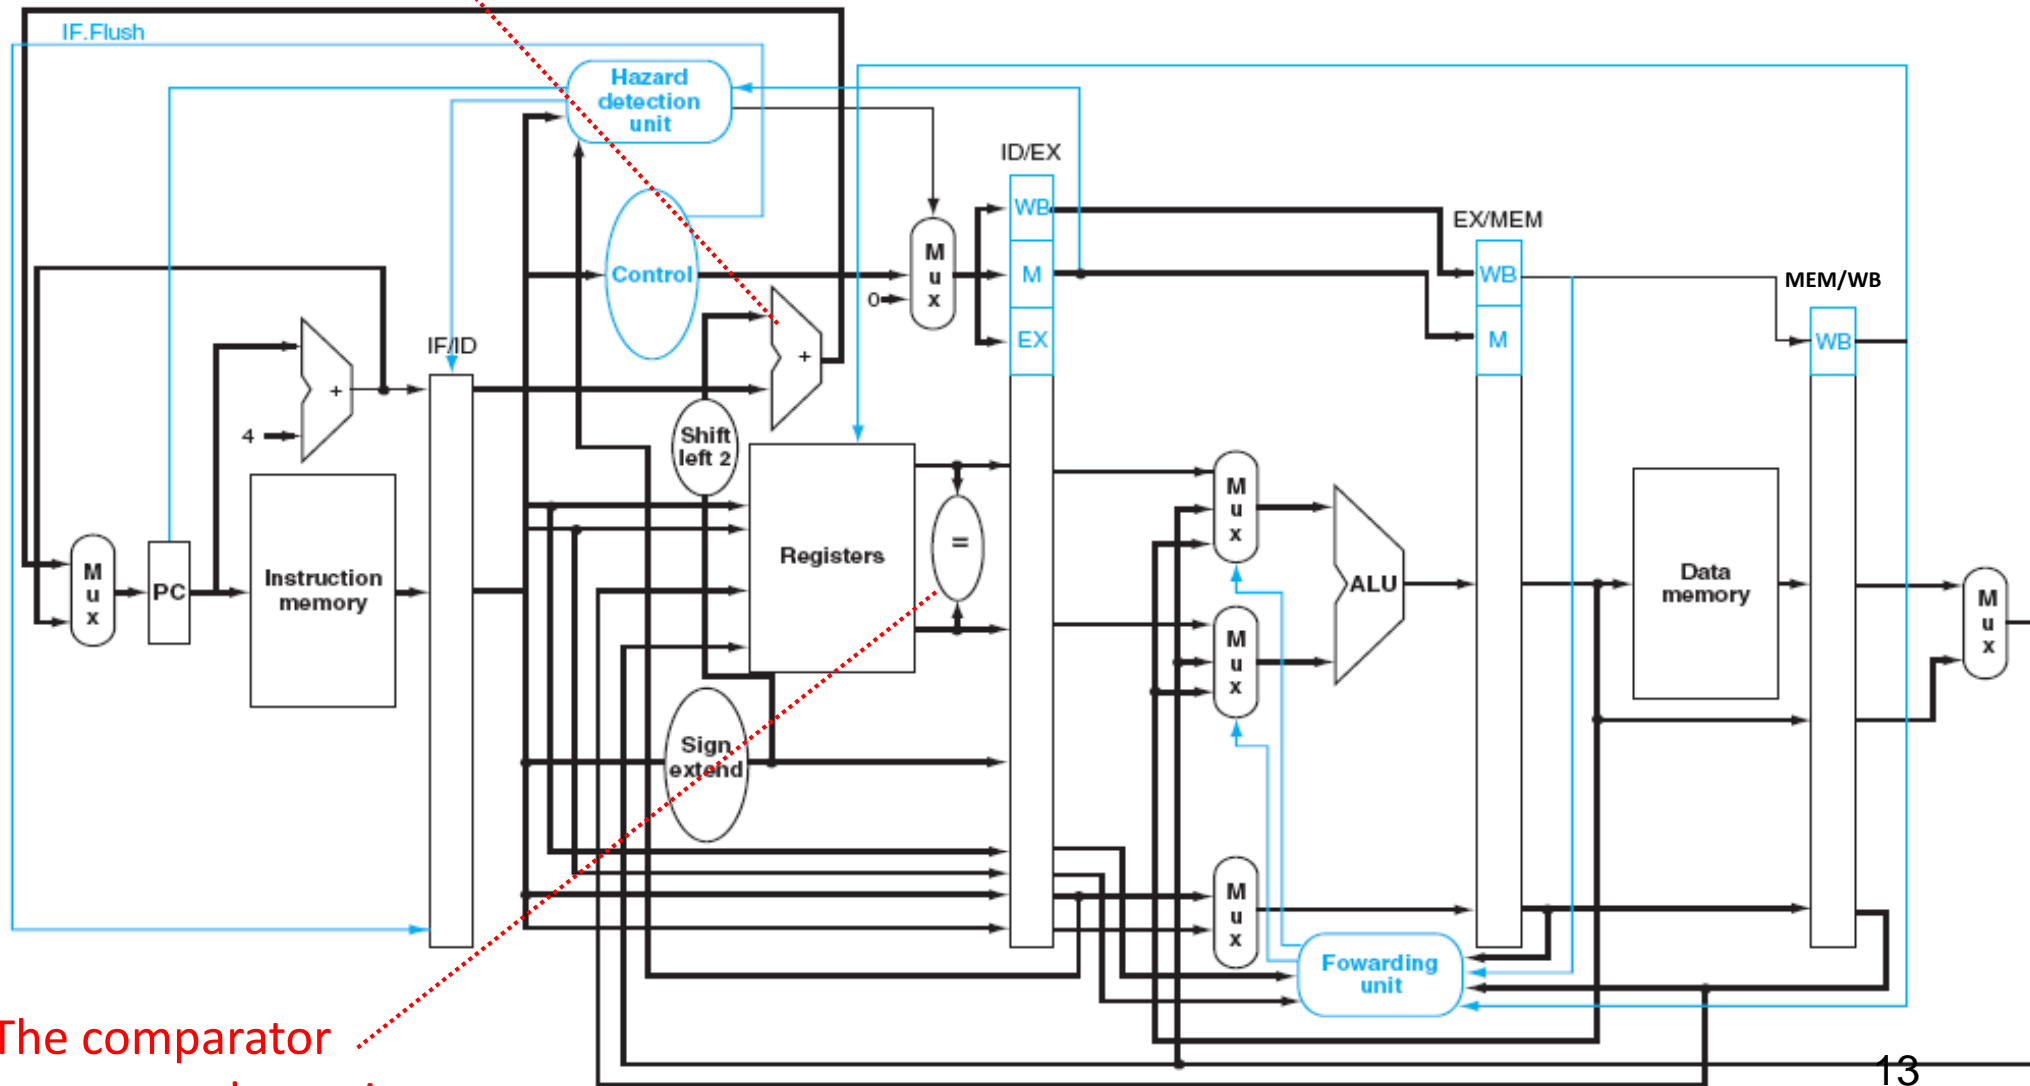 IF.Flush
Hazard
detection
unit
ID/EX
WB
M
EX
EX/MEM
WB
M
MEM/WB
WB
Control
M
u
x
0
+
IF/ID
+
4
Shift
left 2
M
u
x
PC
Instruction
memory
Registers
=
M
u
x
M
u
x
ALU
Data
memory
M
u
x
Sign
extend
M
u
x
Fowarding
unit
The comparator
13